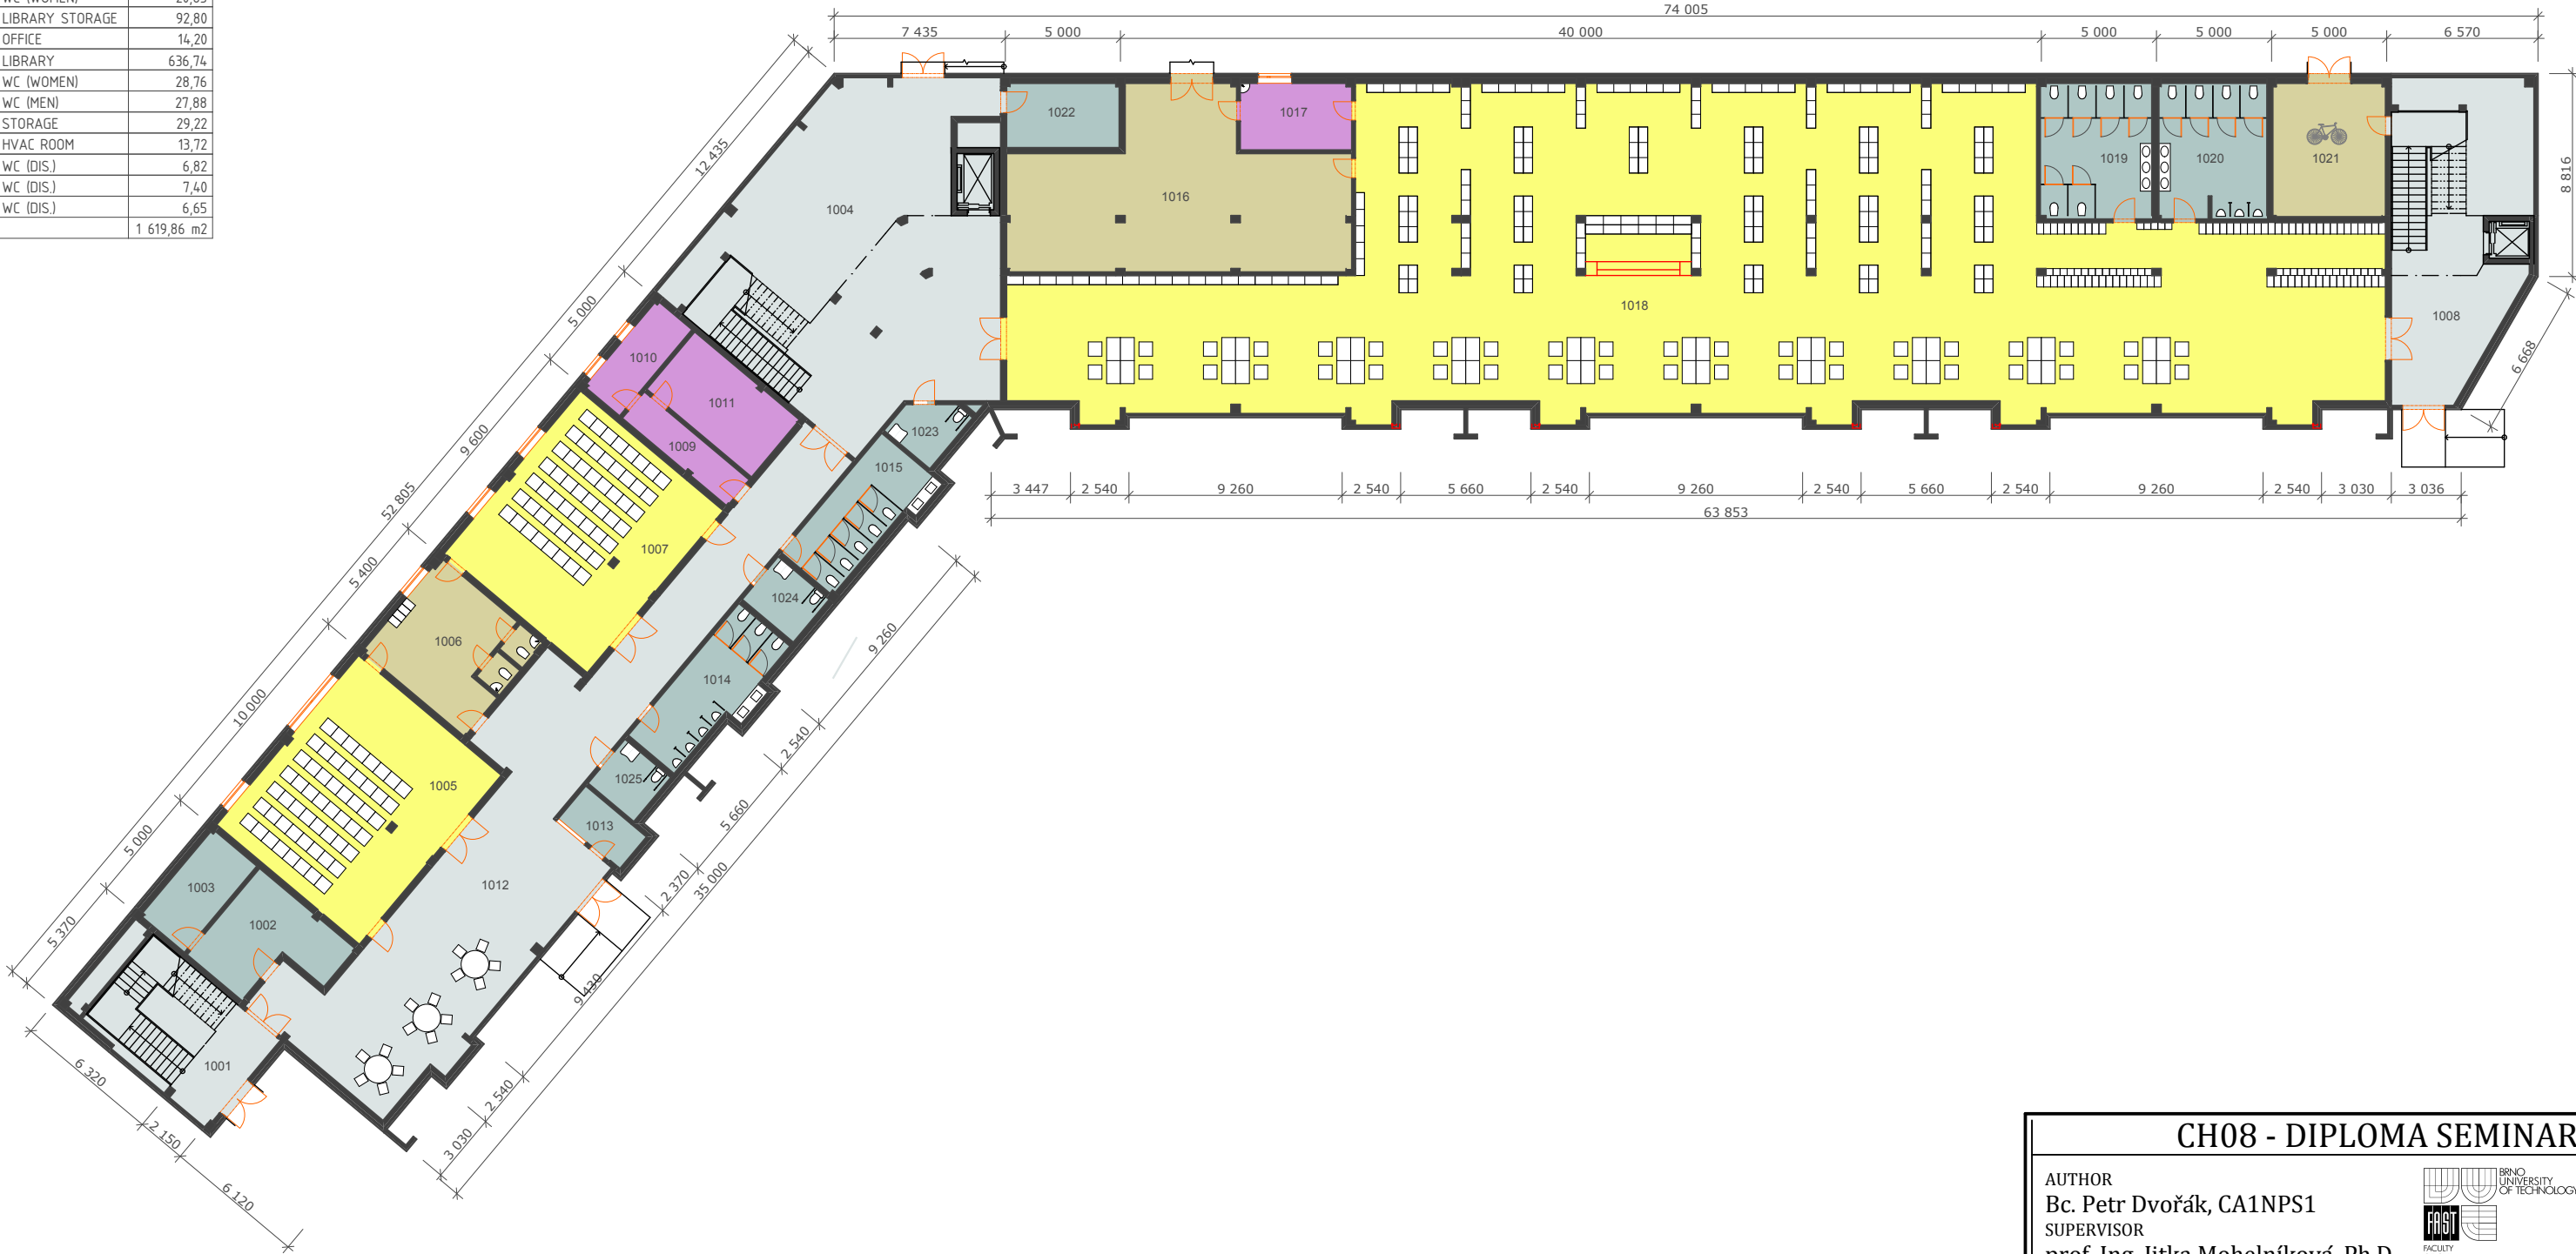 LIBRARY STORAGE 92,80
OFFICE 14,20
LIBRARY 636,74
WC (WOMEN) 28,76
WC (MEN) 27,88
STORAGE 29,22
HVAC ROOM 13,72
WC (DIS.) 6,82
WC (DIS.) 7,40
WC (DIS.) 6,65
1 619,86 m2
74 005
7 435 5 000 40 000 5 000 5 000 5 000 6 570
8 816
6 668
12 435
5 000
9 600
52 805
5 400
10 000
5 000
5 370
1022
1017
1016
1004
1019
1020
1021
1018
1008
1010
1011
1009
1023
1015
1007
1024
1006
1014
1005
1025
1013
1012
1003
1002
1001
3 447 2 540 9 260 2 540 5 660 2 540 9 260 2 540 5 660 2 540 9 260 2 540 3 030 3 036
63 853
9 260
2 540
5 660
2 370
35 000
9 430
2 540
3 030
6 320
2 150
6 120
CH08 - DIPLOMA SEMINAR
AUTHOR
Bc. Petr Dvořák, CA1NPS1
SUPERVISOR
prof. Ing. Jitka Mohelníková, Ph.D.
BRNO
UNIVERSITY
OF TECHNOLOGY
FAST
FACULTY